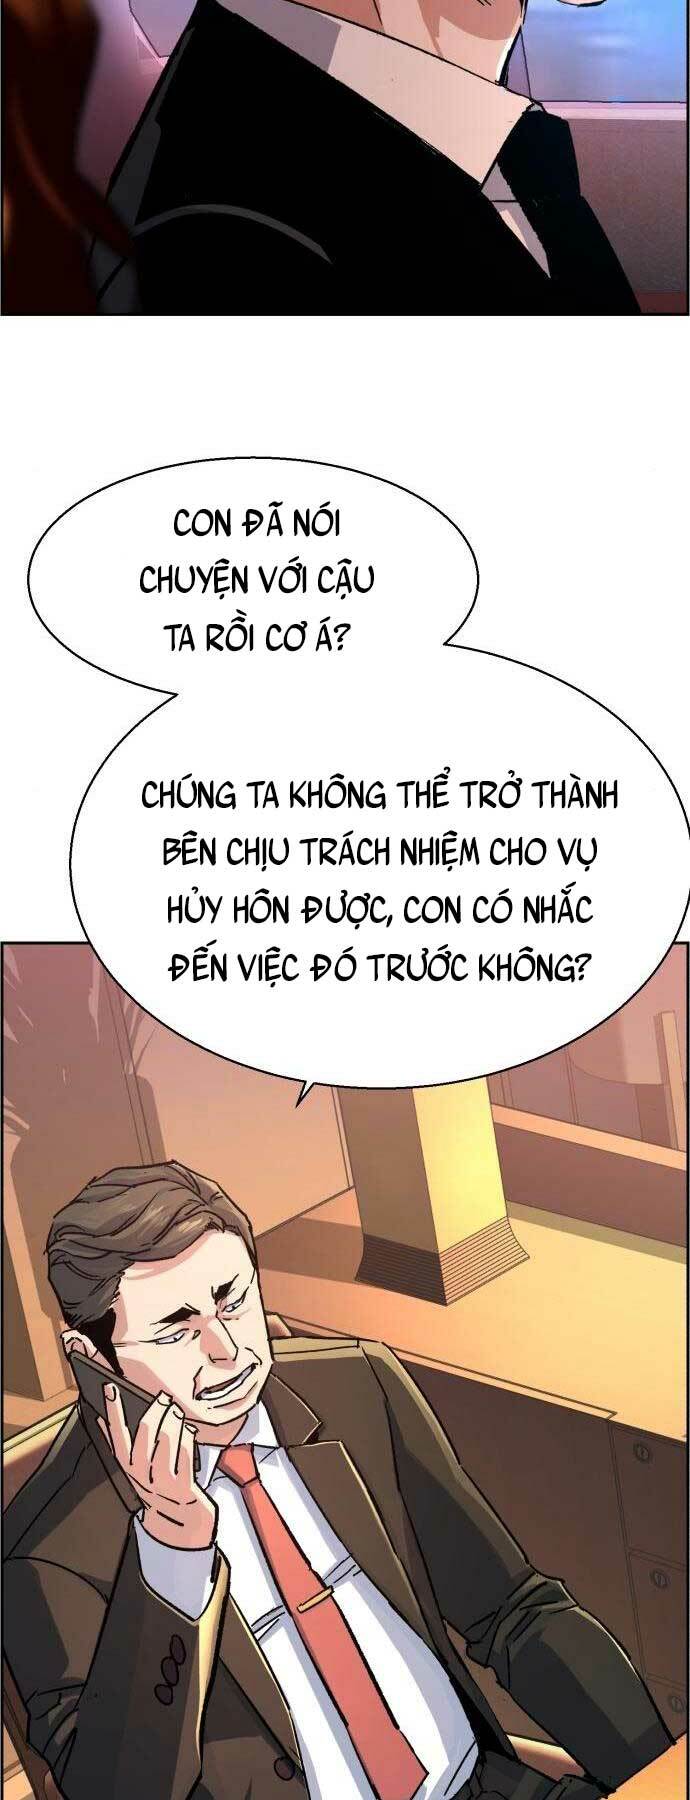 CON ĐÃ NÓI
CHUYỆN VỚI CẬU
TA RỒI CƠ Á?
CHÚNG TA KHÔNG THỂ TRỞ THÀNH
BÊN CHỊU TRÁCH NHIỆM CHO VỤ
HỦY HÔN ĐƯỢC, CON CÓ NHẮC
ĐẾN VIỆC ĐÓ TRƯỚC KHÔNG?